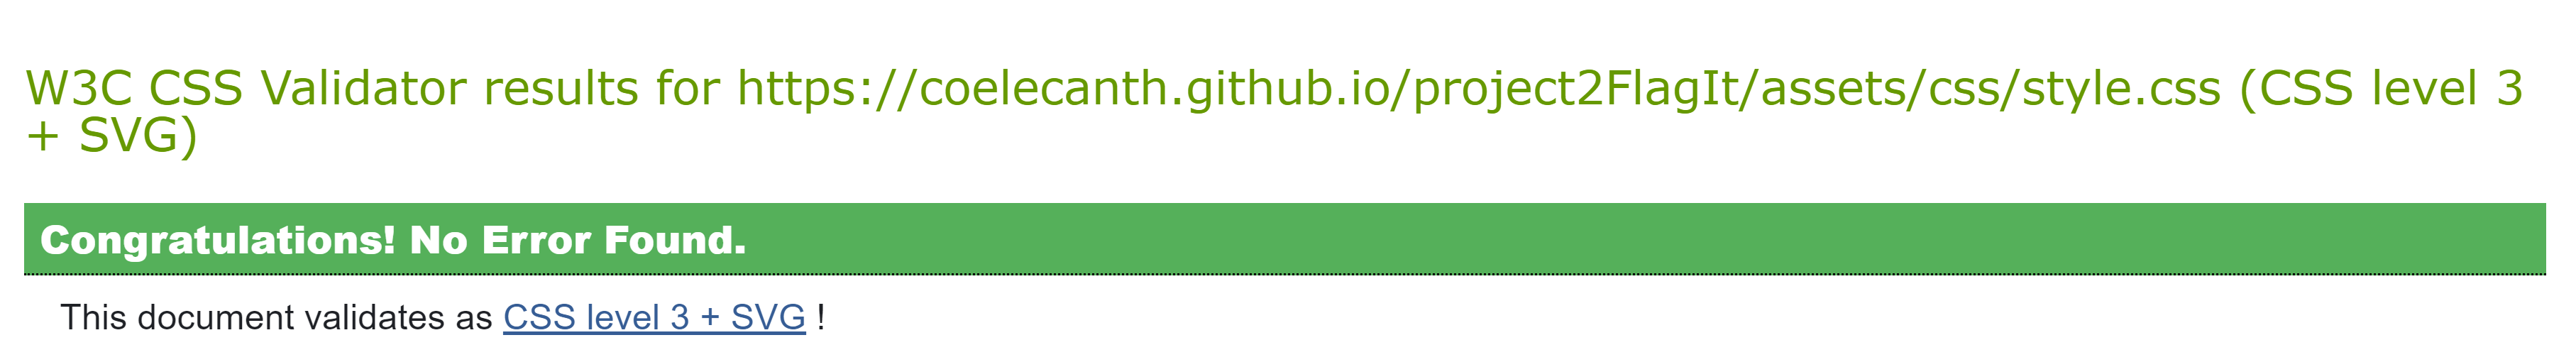 W3C CSS Validator results for https://coelecanth.github.io/project2FlagIt/assets/css/style.css (CSS level 3
+ SVG)
Congratulations! No Error Found.
This document validates as CSS level 3 + SVG !